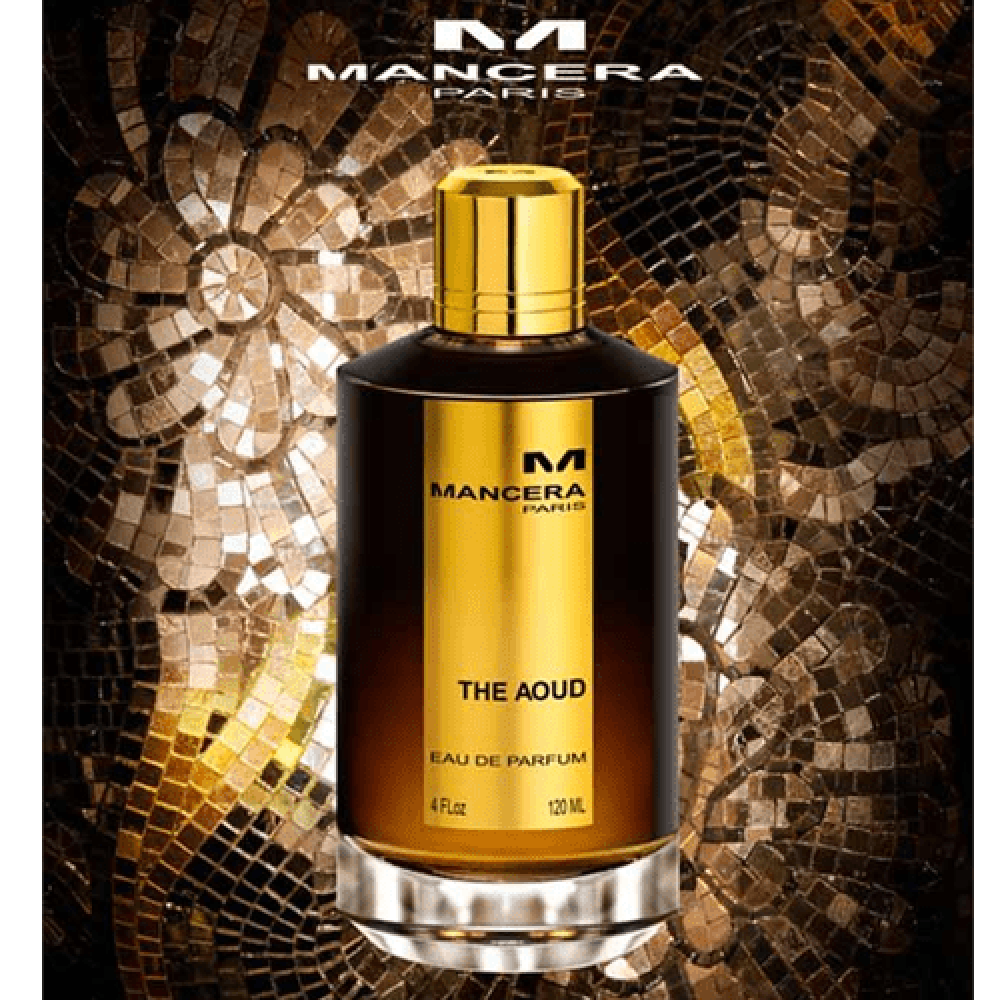 M
MANCERA
PARIS
M
MANCERA
PARIS
THE AOUD
EAU DE PARFUM
4 FLoz 120 ML